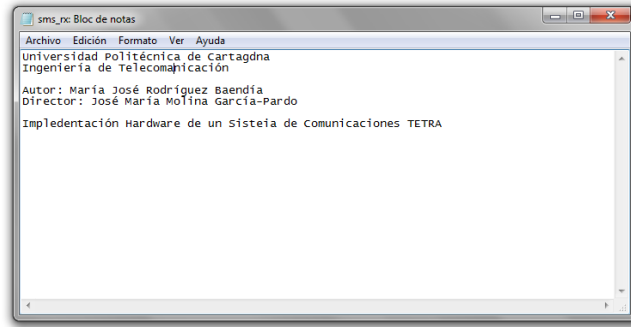 sms_rx: Bloc de notas
Archivo Edición Formato Ver Ayuda
Universidad Politécnica de Cartagdna
Ingeniería de Telecomanicación
Autor: María José Rodríguez Baendía
Director: José María Molina García-Pardo
Impledentación Hardware de un Sisteia de Comunicaciones TETRA